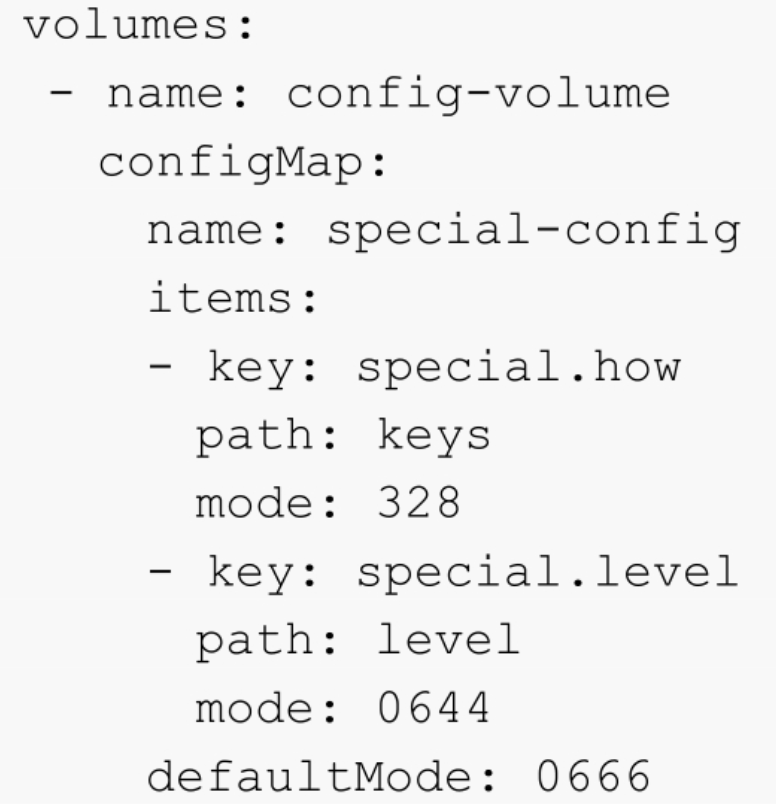 volumes:
 - name: config-volume
   configMap:
     name: special-config
     items:
     - key: special.how
       path: keys
       mode: 328
     - key: special.level
       path: level
       mode: 0644
     defaultMode: 0666